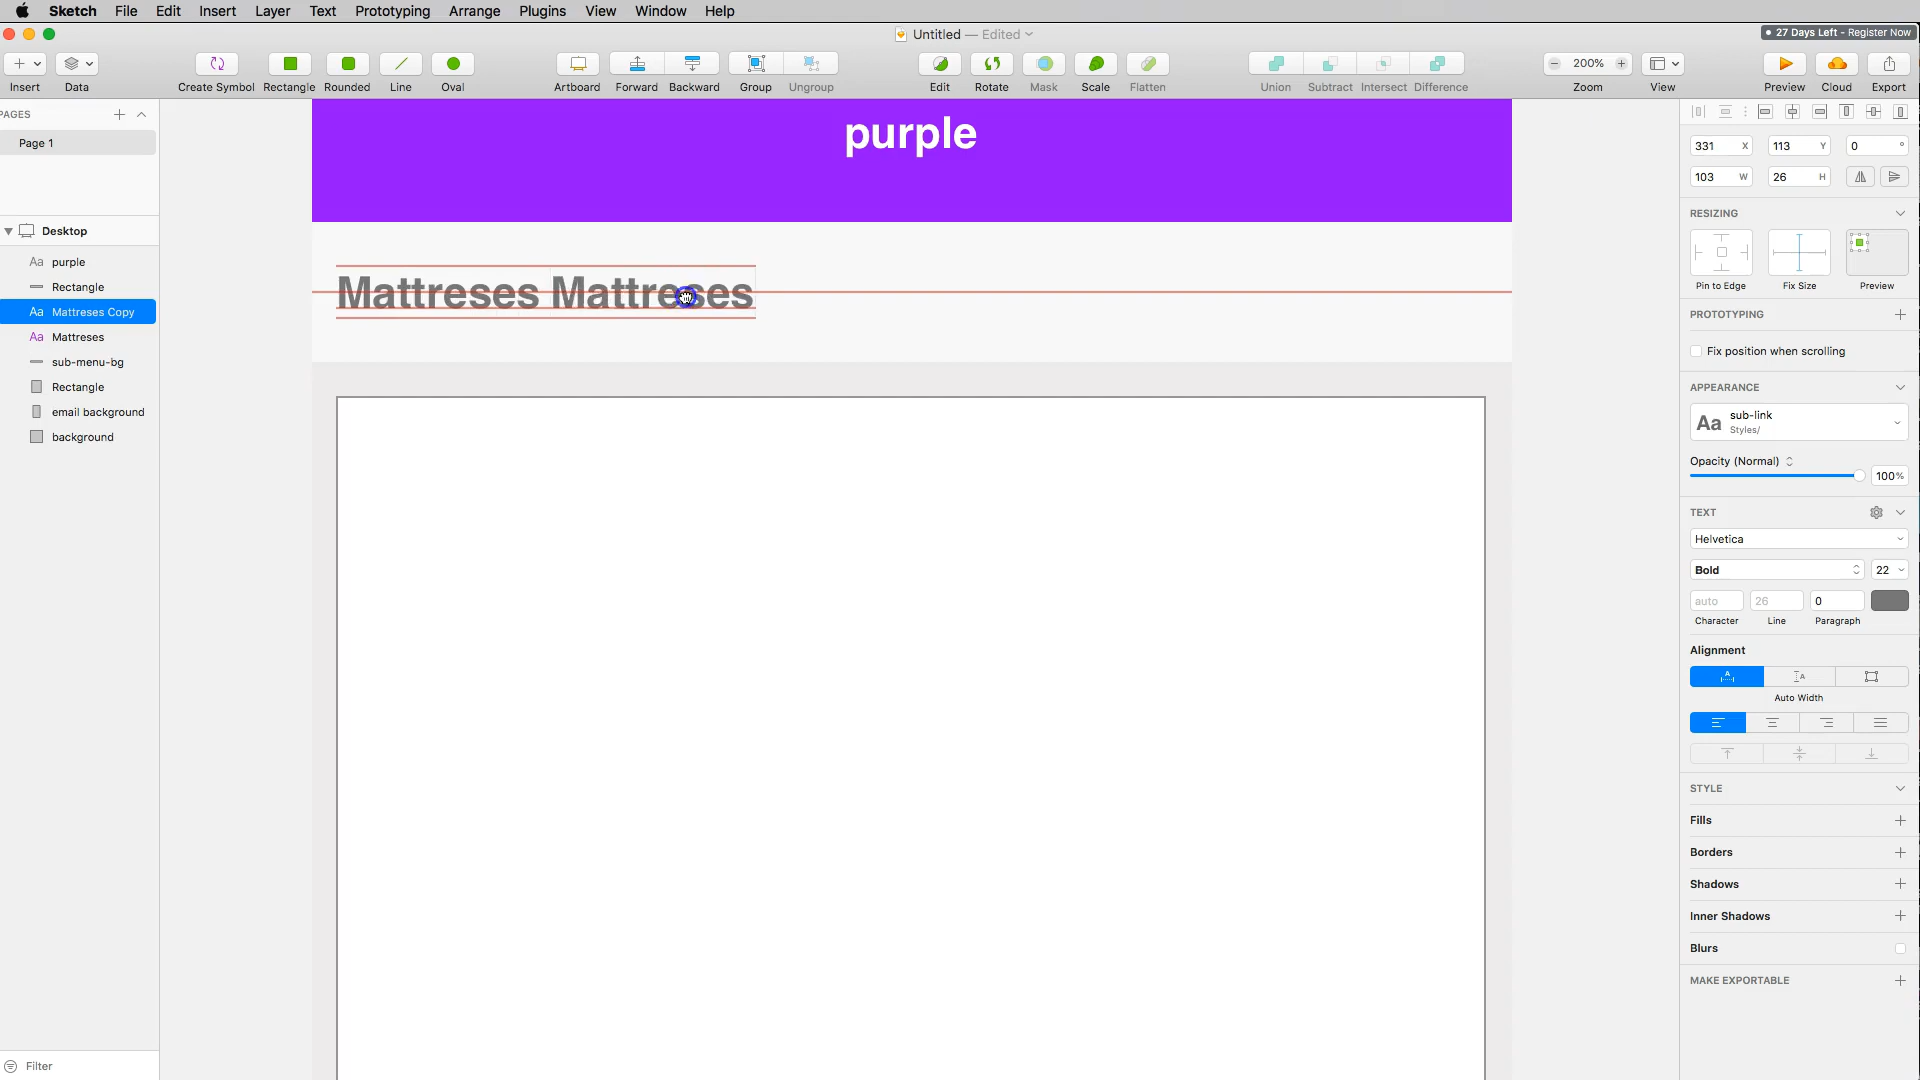 Sketch File Edit Insert Layer Text Prototyping Arrange Plugins View Window Help
Untitled — Edited
27 Days Left - Register Now
200%
Insert Data Create Symbol Rectangle Rounded Line Oval Artboard Forward Backward Group Ungroup Edit Rotate Mask Scale Flatten Union Subtract Intersect Difference Zoom View Preview Cloud Export
PAGES
Page 1
Desktop
Aa purple
Rectangle
Aa Mattreses Copy
Aa Mattreses
sub-menu-bg
Rectangle
email background
background
Filter
purple
Mattreses Mattreses
331 X 113 Y 0 °
103 W 26 H
RESIZING
Pin to Edge Fix Size Preview
PROTOTYPING
Fix position when scrolling
APPEARANCE
Aa sub-link
Styles/
Opacity (Normal)
100%
TEXT
Helvetica
Bold 22
auto 26 0
Character Line Paragraph
Alignment
Auto Width
STYLE
Fills
Borders
Shadows
Inner Shadows
Blurs
MAKE EXPORTABLE